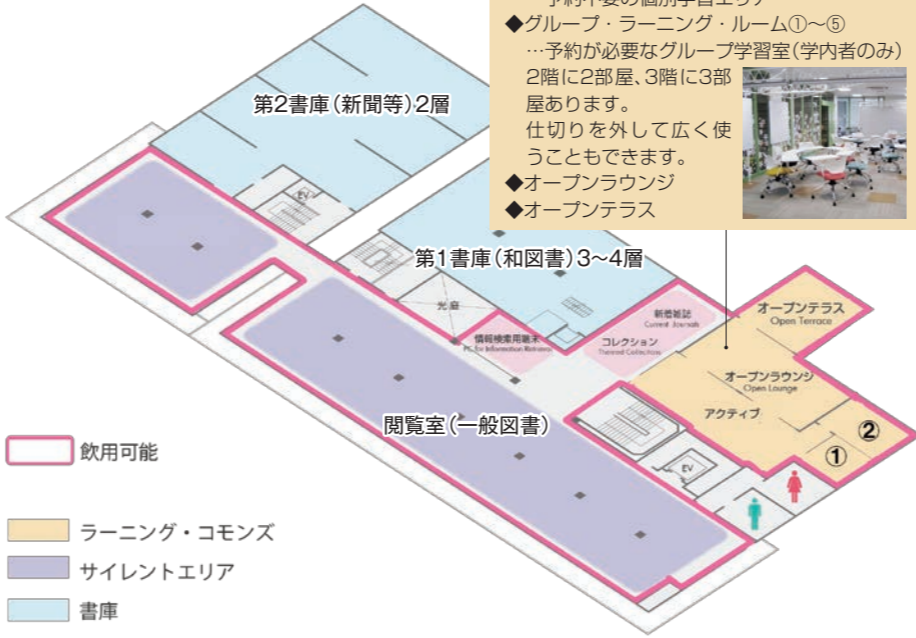 予約不要の個別学習エリア
◆グループ・ラーニング・ルーム①～⑤
…予約が必要なグループ学習室(学内者のみ)
2階に2部屋、3階に3部
屋あります。
仕切りを外して広く使
うこともできます。
◆オープンラウンジ
◆オープンテラス
第2書庫(新聞等)2層
EV
第1書庫(和図書)3～4層
光庭
情報検索用端末
PC for Information Retrieval
新着雑誌
Current Journals
コレクション
Themed Collections
オープンテラス
Open Terrace
オープンラウンジ
Open Lounge
アクティブ
②
①
閲覧室(一般図書)
EV
飲用可能
ラーニング・コモンズ
サイレントエリア
書庫